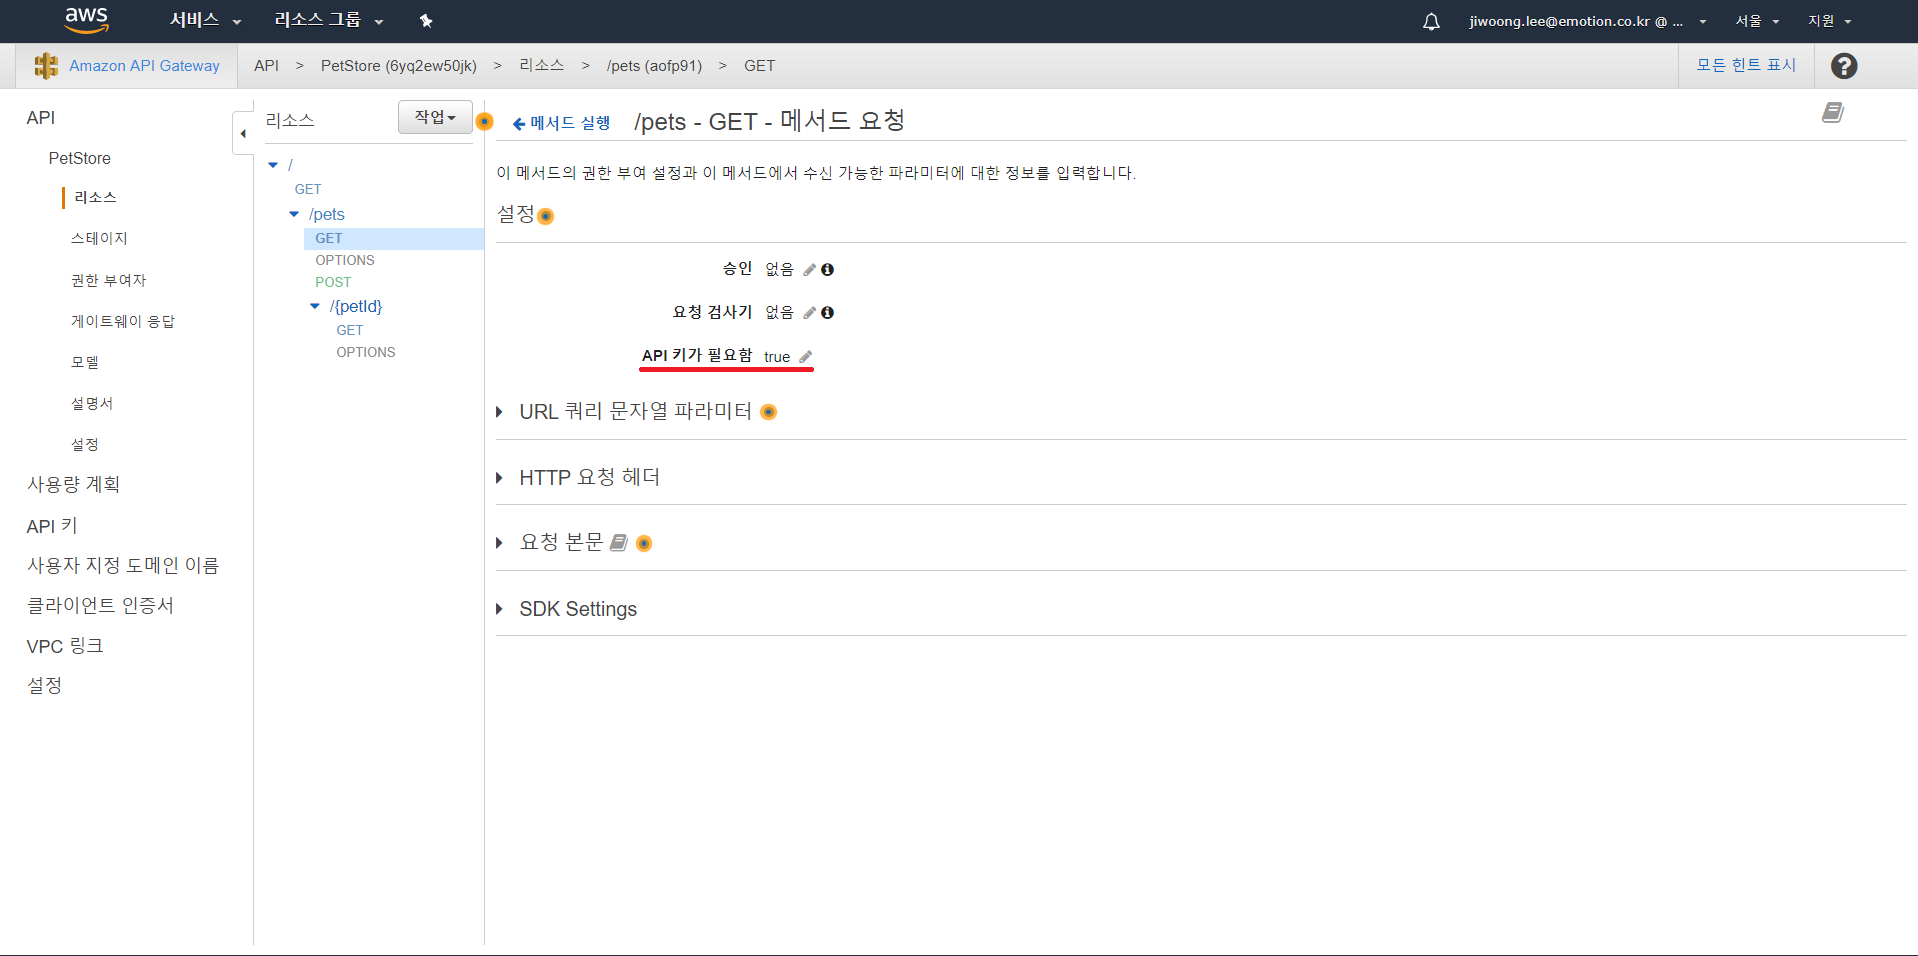 aws 서비스 리소스 그룹 jiwoong.lee@emotion.co.kr @ ... 서울 지원
Amazon API Gateway API > PetStore (6yq2ew50jk) > 리소스 > /pets (aofp91) > GET 모든 힌트 표시 ?
API
PetStore
리소스
스테이지
권한 부여자
게이트웨이 응답
모델
설명서
설정
사용량 계획
API 키
사용자 지정 도메인 이름
클라이언트 인증서
VPC 링크
설정
리소스 작업
/
GET
/pets
GET
OPTIONS
POST
/{petId}
GET
OPTIONS
메서드 실행 /pets - GET - 메서드 요청
이 메서드의 권한 부여 설정과 이 메서드에서 수신 가능한 파라미터에 대한 정보를 입력합니다.
설정
승인 없음
요청 검사기 없음
API 키가 필요함 true
URL 쿼리 문자열 파라미터
HTTP 요청 헤더
요청 본문
SDK Settings